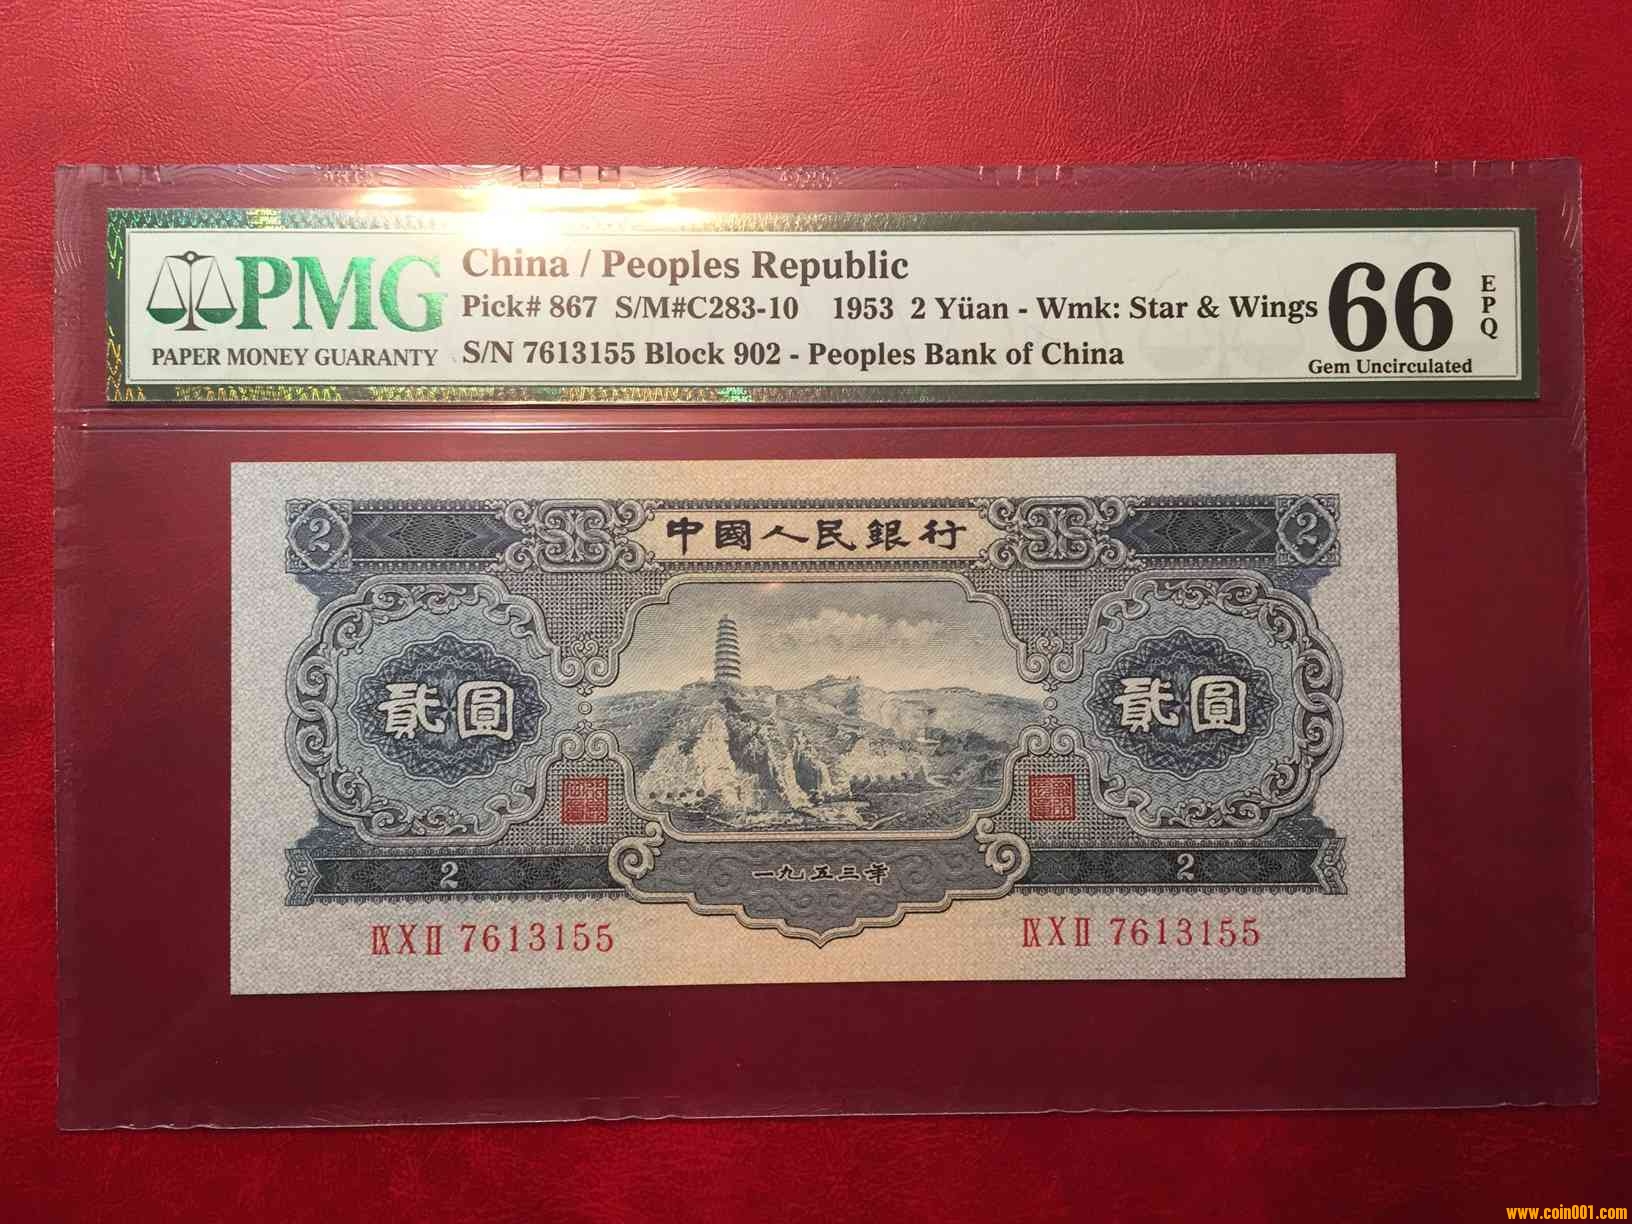 PMG
PAPER MONEY GUARANTY
China / Peoples Republic
Pick# 867 S/M#C283-10 1953 2 Yüan - Wmk: Star & Wings
S/N 7613155 Block 902 - Peoples Bank of China
66
EPQ
Gem Uncirculated
2
中國人民銀行
2
貳圓
貳圓
2
一九五三年
2
ⅨⅩⅡ 7613155
ⅨⅩⅡ 7613155
www.coin001.com